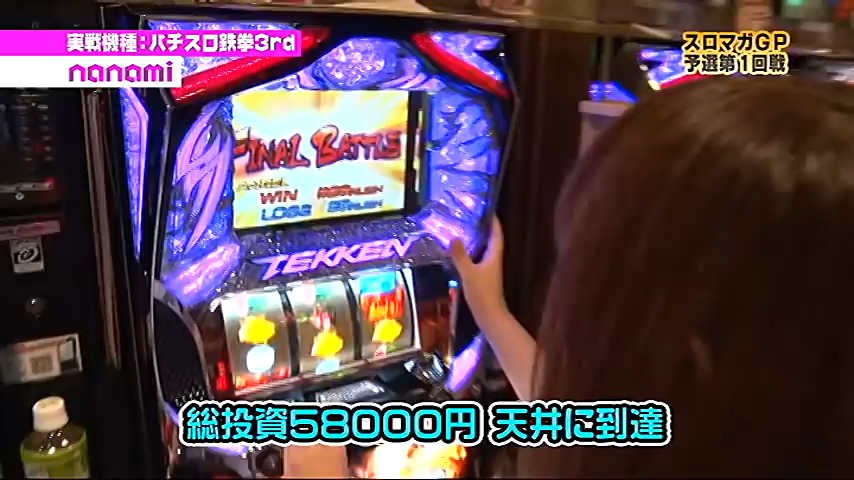 実戦機種：パチスロ鉄拳3rd
nanami
スロマガGP
予選第1回戦
FINAL BATTLE
WIN
LOSE
TEKKEN
総投資58000円 天井に到達